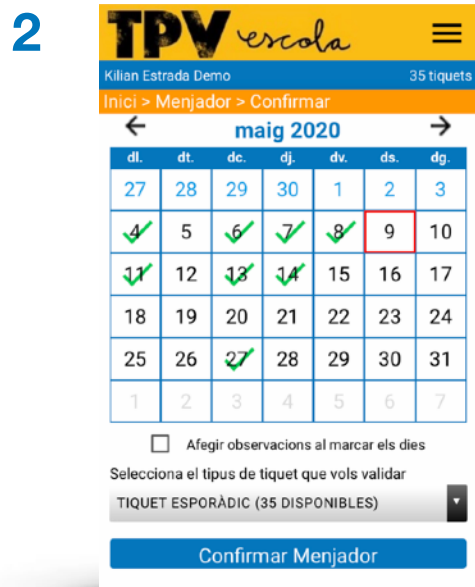 2
TPV escola
Kilian Estrada Demo 35 tiquets
Inici > Menjador > Confirmar
maig 2020
dl. dt. dc. dj. dv. ds. dg.
27 28 29 30 1 2 3
4 5 6 7 8 9 10
11 12 13 14 15 16 17
18 19 20 21 22 23 24
25 26 27 28 29 30 31
1 2 3 4 5 6 7
Afegir observacions al marcar els dies
Selecciona el tipus de tiquet que vols validar
TIQUET ESPORÀDIC (35 DISPONIBLES)
Confirmar Menjador